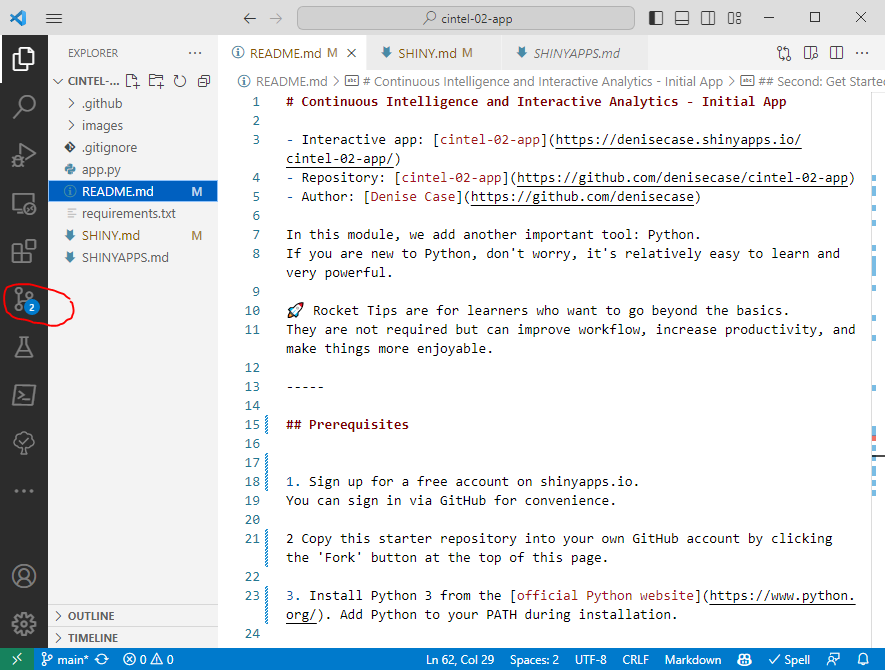 cintel-02-app
EXPLORER
CINTEL-...
.github
images
.gitignore
app.py
README.md M
requirements.txt
SHINY.md M
SHINYAPPS.md
OUTLINE
TIMELINE
2
README.md M
SHINY.md M
SHINYAPPS.md
README.md > # Continuous Intelligence and Interactive Analytics - Initial App > ## Second: Get Starte
1 # Continuous Intelligence and Interactive Analytics - Initial App
2
3 - Interactive app: [cintel-02-app](https://denisecase.shinyapps.io/
cintel-02-app/)
4 - Repository: [cintel-02-app](https://github.com/denisecase/cintel-02-app)
5 - Author: [Denise Case](https://github.com/denisecase)
6
7 In this module, we add another important tool: Python.
8 If you are new to Python, don't worry, it's relatively easy to learn and
very powerful.
9
10 🚀 Rocket Tips are for learners who want to go beyond the basics.
11 They are not required but can improve workflow, increase productivity, and
make things more enjoyable.
12
13 -----
14
15 ## Prerequisites
16
17
18 1. Sign up for a free account on shinyapps.io.
19 You can sign in via GitHub for convenience.
20
21 2 Copy this starter repository into your own GitHub account by clicking
the 'Fork' button at the top of this page.
22
23 3. Install Python 3 from the [official Python website](https://www.python.
org/). Add Python to your PATH during installation.
24
main* 0 0 Ln 62, Col 29 Spaces: 2 UTF-8 CRLF Markdown Spell